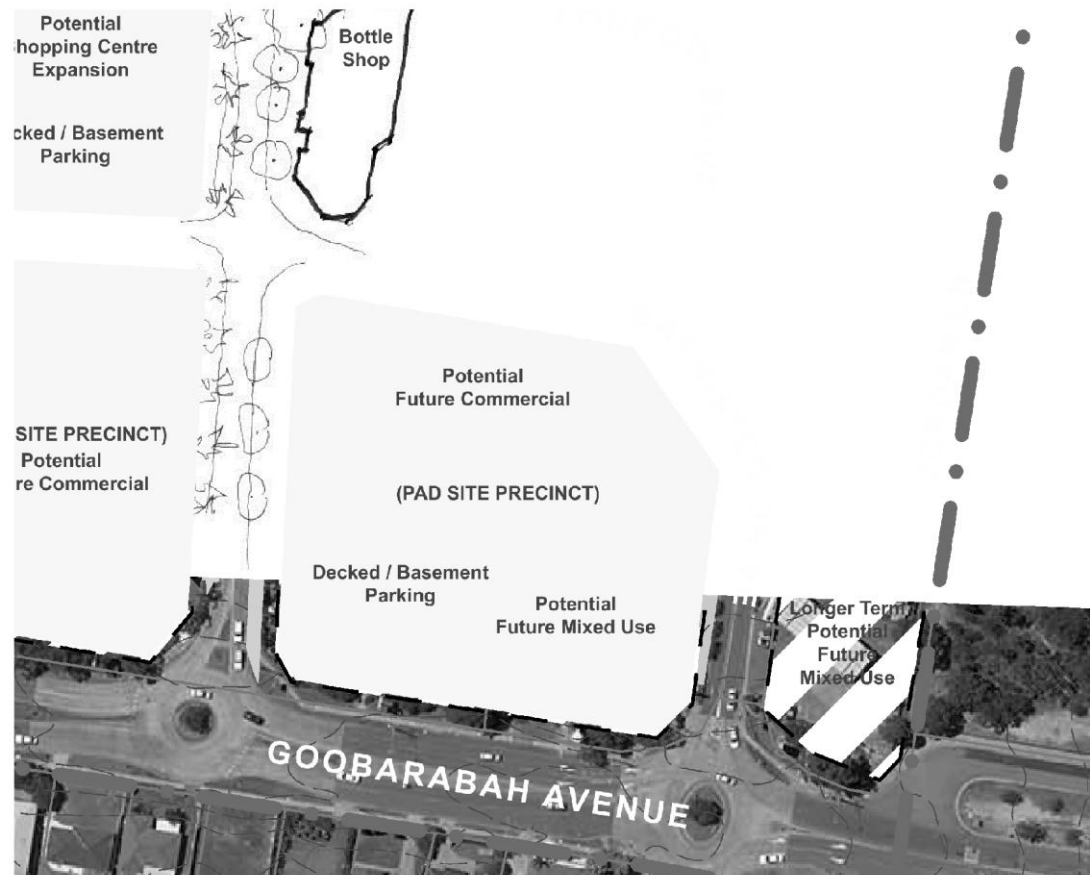 Potential
hopping Centre
Expansion
cked / Basement
Parking
Bottle
Shop
Potential
Future Commercial
SITE PRECINCT)
Potential
re Commercial
(PAD SITE PRECINCT)
Decked / Basement
Parking
Potential
Future Mixed Use
Longer Term
Potential
Future
Mixed Use
GOOBARABAH AVENUE